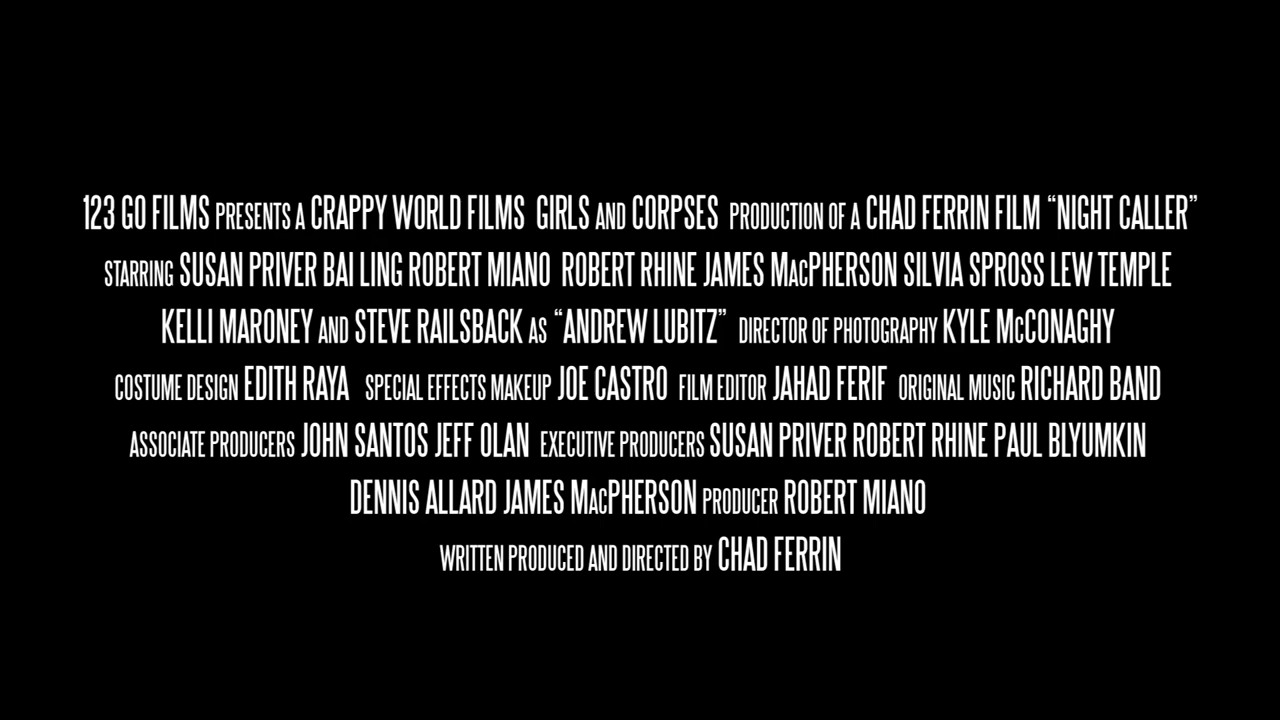 123 GO FILMS PRESENTS A CRAPPY WORLD FILMS GIRLS AND CORPSES PRODUCTION OF A CHAD FERRIN FILM “NIGHT CALLER”
STARRING SUSAN PRIVER BAI LING ROBERT MIANO ROBERT RHINE JAMES MACPHERSON SILVIA SPROSS LEW TEMPLE
KELLI MARONEY AND STEVE RAILSBACK AS “ANDREW LUBITZ” DIRECTOR OF PHOTOGRAPHY KYLE MCCONAGHY
COSTUME DESIGN EDITH RAYA SPECIAL EFFECTS MAKEUP JOE CASTRO FILM EDITOR JAHAD FERIF ORIGINAL MUSIC RICHARD BAND
ASSOCIATE PRODUCERS JOHN SANTOS JEFF OLAN EXECUTIVE PRODUCERS SUSAN PRIVER ROBERT RHINE PAUL BLYUMKIN
DENNIS ALLARD JAMES MACPHERSON PRODUCER ROBERT MIANO
WRITTEN PRODUCED AND DIRECTED BY CHAD FERRIN